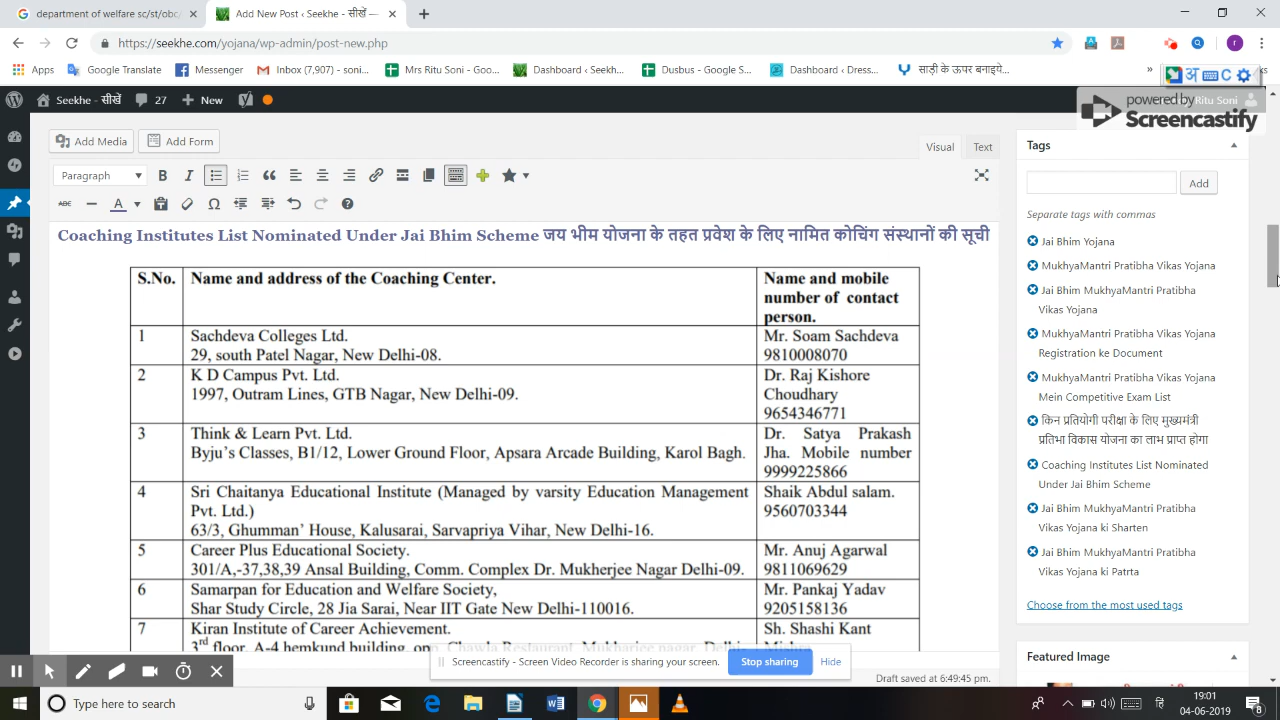 department of welfare sc/st/obc/
Add New Post ‹ Seekhe - सीखें —
https://seekhe.com/yojana/wp-admin/post-new.php
Apps Google Translate Messenger Inbox (7,907) - soni... Mrs Ritu Soni - Goo... Dashboard ‹ Seekh... Dusbus - Google S... Dashboard ‹ Dress... साड़ी के ऊपर बनाइपे... »
अ C
Seekhe - सीखें 27 New Ritu Soni
powered by
Screencastify
Add Media Add Form Visual Text
Paragraph B I
ABC A
Coaching Institutes List Nominated Under Jai Bhim Scheme जय भीम योजना के तहत प्रवेश के लिए नामित कोचिंग संस्थानों की सूची
S.No. Name and address of the Coaching Center. Name and mobile
number of contact
person.
1 Sachdeva Colleges Ltd. Mr. Soam Sachdeva
29, south Patel Nagar, New Delhi-08. 9810008070
2 K D Campus Pvt. Ltd. Dr. Raj Kishore
1997, Outram Lines, GTB Nagar, New Delhi-09. Choudhary
9654346771
3 Think & Learn Pvt. Ltd. Dr. Satya Prakash
Byju's Classes, B1/12, Lower Ground Floor, Apsara Arcade Building, Karol Bagh. Jha. Mobile number
9999225866
4 Sri Chaitanya Educational Institute (Managed by varsity Education Management Shaik Abdul salam.
Pvt. Ltd.) 9560703344
63/3, Ghumman' House, Kalusarai, Sarvapriya Vihar, New Delhi-16.
5 Career Plus Educational Society. Mr. Anuj Agarwal
301/A,-37,38,39 Ansal Building, Comm. Complex Dr. Mukherjee Nagar Delhi-09. 9811069629
6 Samarpan for Education and Welfare Society, Mr. Pankaj Yadav
Shar Study Circle, 28 Jia Sarai, Near IIT Gate New Delhi-110016. 9205158136
7 Kiran Institute of Career Achievement. Sh. Shashi Kant
3rd floor, A-4 hemkund building, opp. Chawla Restaurant, Mukharjee nagar, Delhi- Mishra
Tags
Add
Separate tags with commas
Jai Bhim Yojana
MukhyaMantri Pratibha Vikas Yojana
Jai Bhim MukhyaMantri Pratibha
Vikas Yojana
MukhyaMantri Pratibha Vikas Yojana
Registration ke Document
MukhyaMantri Pratibha Vikas Yojana
Mein Competitive Exam List
किन प्रतियोगी परीक्षा के लिए मुख्यमंत्री
प्रतिभा विकास योजना का लाभ प्राप्त होगा
Coaching Institutes List Nominated
Under Jai Bhim Scheme
Jai Bhim MukhyaMantri Pratibha
Vikas Yojana ki Sharten
Jai Bhim MukhyaMantri Pratibha
Vikas Yojana ki Patrta
Choose from the most used tags
Featured Image
Screencastify - Screen Video Recorder is sharing your screen. Stop sharing Hide
Draft saved at 6:49:45 pm.
Type here to search
हि
19:01
04-06-2019
8